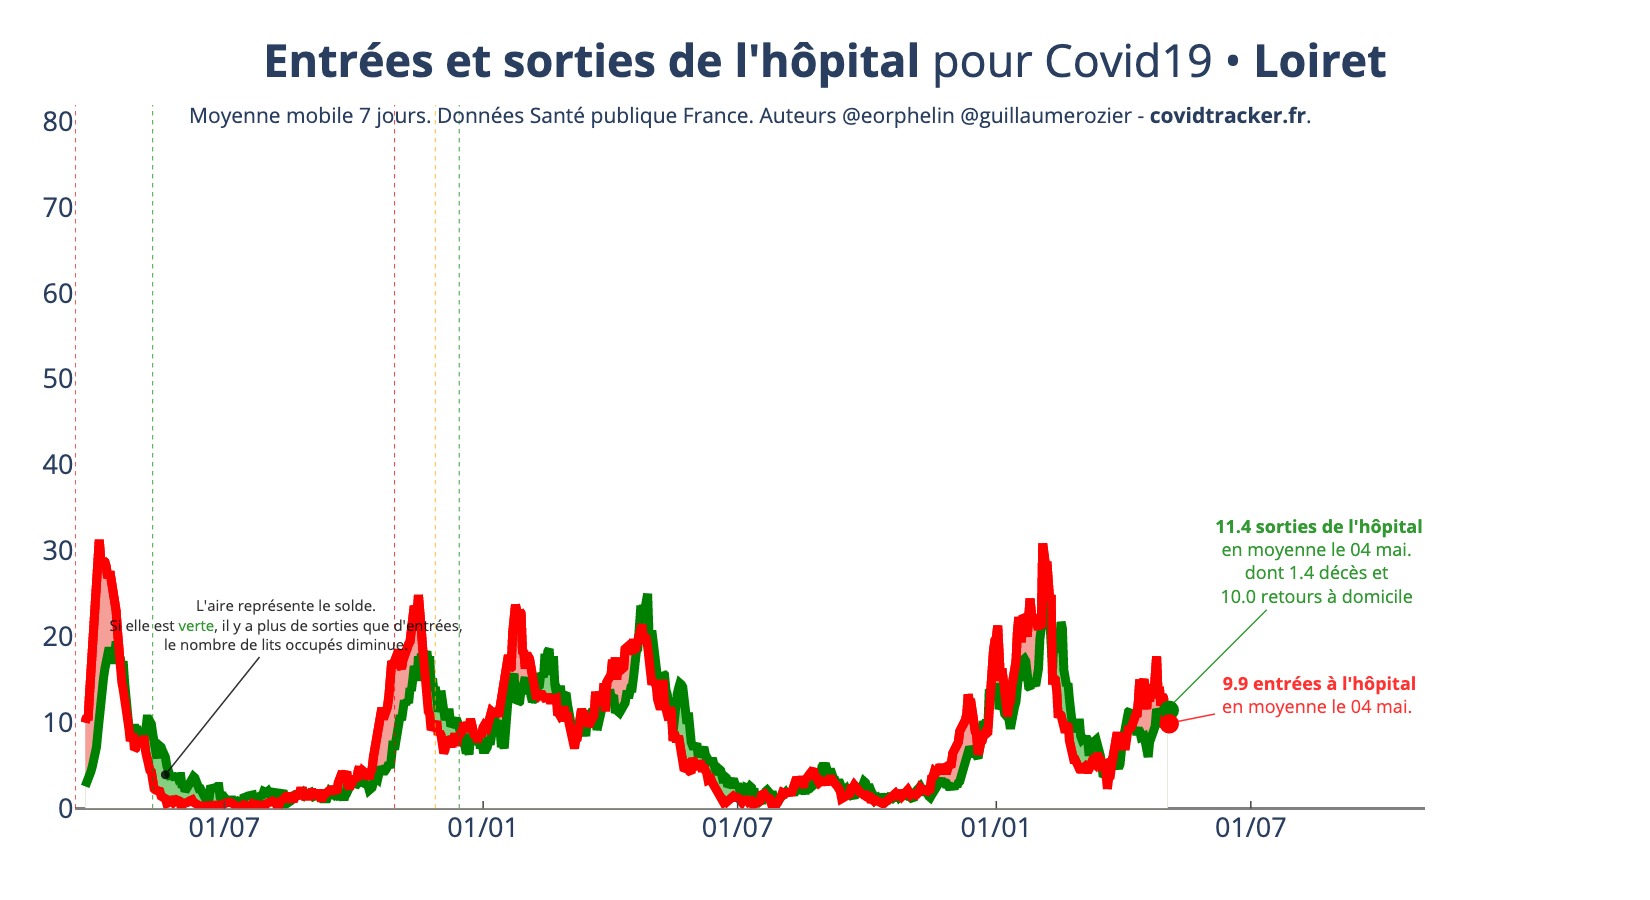 Entrées et sorties de l'hôpital pour Covid19 • Loiret
Moyenne mobile 7 jours. Données Santé publique France. Auteurs @eorphelin @guillaumerozier - covidtracker.fr.
80
70
60
50
40
30
20
10
0
L'aire représente le solde.
Si elle est verte, il y a plus de sorties que d'entrées,
le nombre de lits occupés diminue.
11.4 sorties de l'hôpital
en moyenne le 04 mai.
dont 1.4 décès et
10.0 retours à domicile
9.9 entrées à l'hôpital
en moyenne le 04 mai.
01/07 01/01 01/07 01/01 01/07